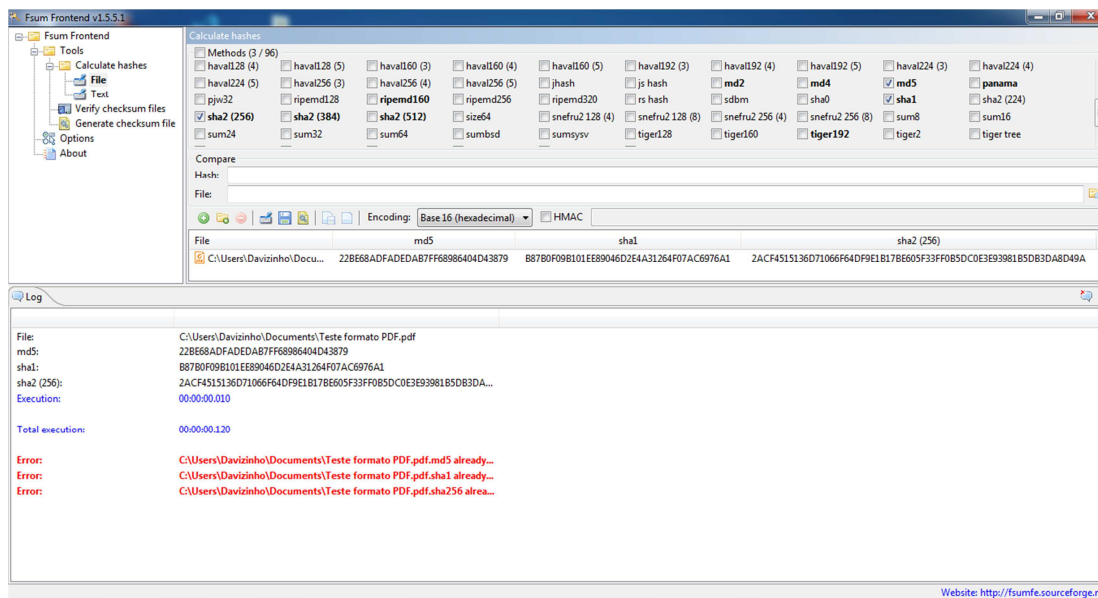 Fsum Frontend v1.5.5.1
Fsum Frontend
Tools
Calculate hashes
File
Text
Verify checksum files
Generate checksum file
Options
About
Calculate hashes
Methods (3 / 96)
haval128 (4) haval128 (5) haval160 (3) haval160 (4) haval160 (5) haval192 (3) haval192 (4) haval192 (5) haval224 (3) haval224 (4)
haval224 (5) haval256 (3) haval256 (4) haval256 (5) jhash js hash md2 md4 md5 panama
pjw32 ripemd128 ripemd160 ripemd256 ripemd320 rs hash sdbm sha0 sha1 sha2 (224)
sha2 (256) sha2 (384) sha2 (512) size64 snefru2 128 (4) snefru2 128 (8) snefru2 256 (4) snefru2 256 (8) sum8 sum16
sum24 sum32 sum64 sumbsd sumsysv tiger128 tiger160 tiger192 tiger2 tiger tree
Compare
Hash:
File:
Encoding: Base 16 (hexadecimal) HMAC
File md5 sha1 sha2 (256)
C:\Users\Davizinho\Docu... 22BE68ADFADEDAB7FF68986404D43879 B87B0F09B101EE89046D2E4A31264F07AC6976A1 2ACF4515136D71066F64DF9E1B17BE605F33FF0B5DC0E3E93981B5DB3DA8D49A
Log
File: C:\Users\Davizinho\Documents\Teste formato PDF.pdf
md5: 22BE68ADFADEDAB7FF68986404D43879
sha1: B87B0F09B101EE89046D2E4A31264F07AC6976A1
sha2 (256): 2ACF4515136D71066F64DF9E1B17BE605F33FF0B5DC0E3E93981B5DB3DA...
Execution: 00:00:00.010
Total execution: 00:00:00.120
Error: C:\Users\Davizinho\Documents\Teste formato PDF.pdf.md5 already...
Error: C:\Users\Davizinho\Documents\Teste formato PDF.pdf.sha1 already...
Error: C:\Users\Davizinho\Documents\Teste formato PDF.pdf.sha256 alrea...
Website: http://fsumfe.sourceforge.n